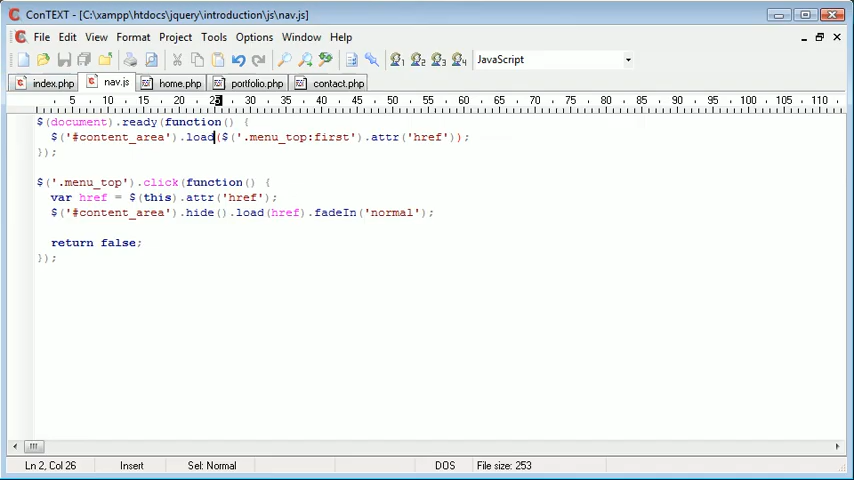 ConTEXT - [C:\xampp\htdocs\jquery\introduction\js\nav.js]
File Edit View Format Project Tools Options Window Help
JavaScript
index.php nav.js home.php portfolio.php contact.php
5 10 15 20 25 30 35 40 45 50 55 60 65 70 75 80 85 90 95 100 105 110
$(document).ready(function() {
$('#content_area').load($('.menu_top:first').attr('href'));
});
$('.menu_top').click(function() {
var href = $(this).attr('href');
$('#content_area').hide().load(href).fadeIn('normal');
return false;
});
Ln 2, Col 26 Insert Sel: Normal DOS File size: 253